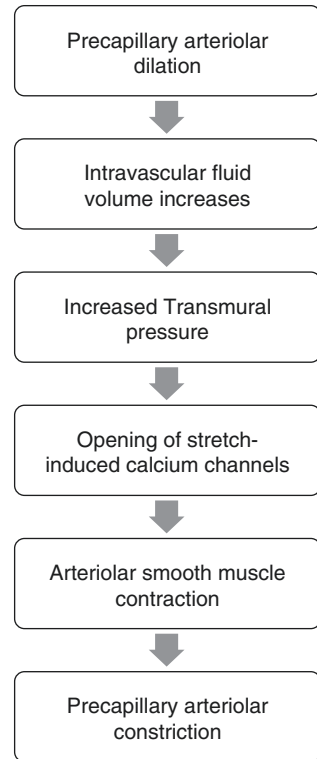 Precapillary arteriolar
dilation
Intravascular fluid
volume increases
Increased Transmural
pressure
Opening of stretch-
induced calcium channels
Arteriolar smooth muscle
contraction
Precapillary arteriolar
constriction